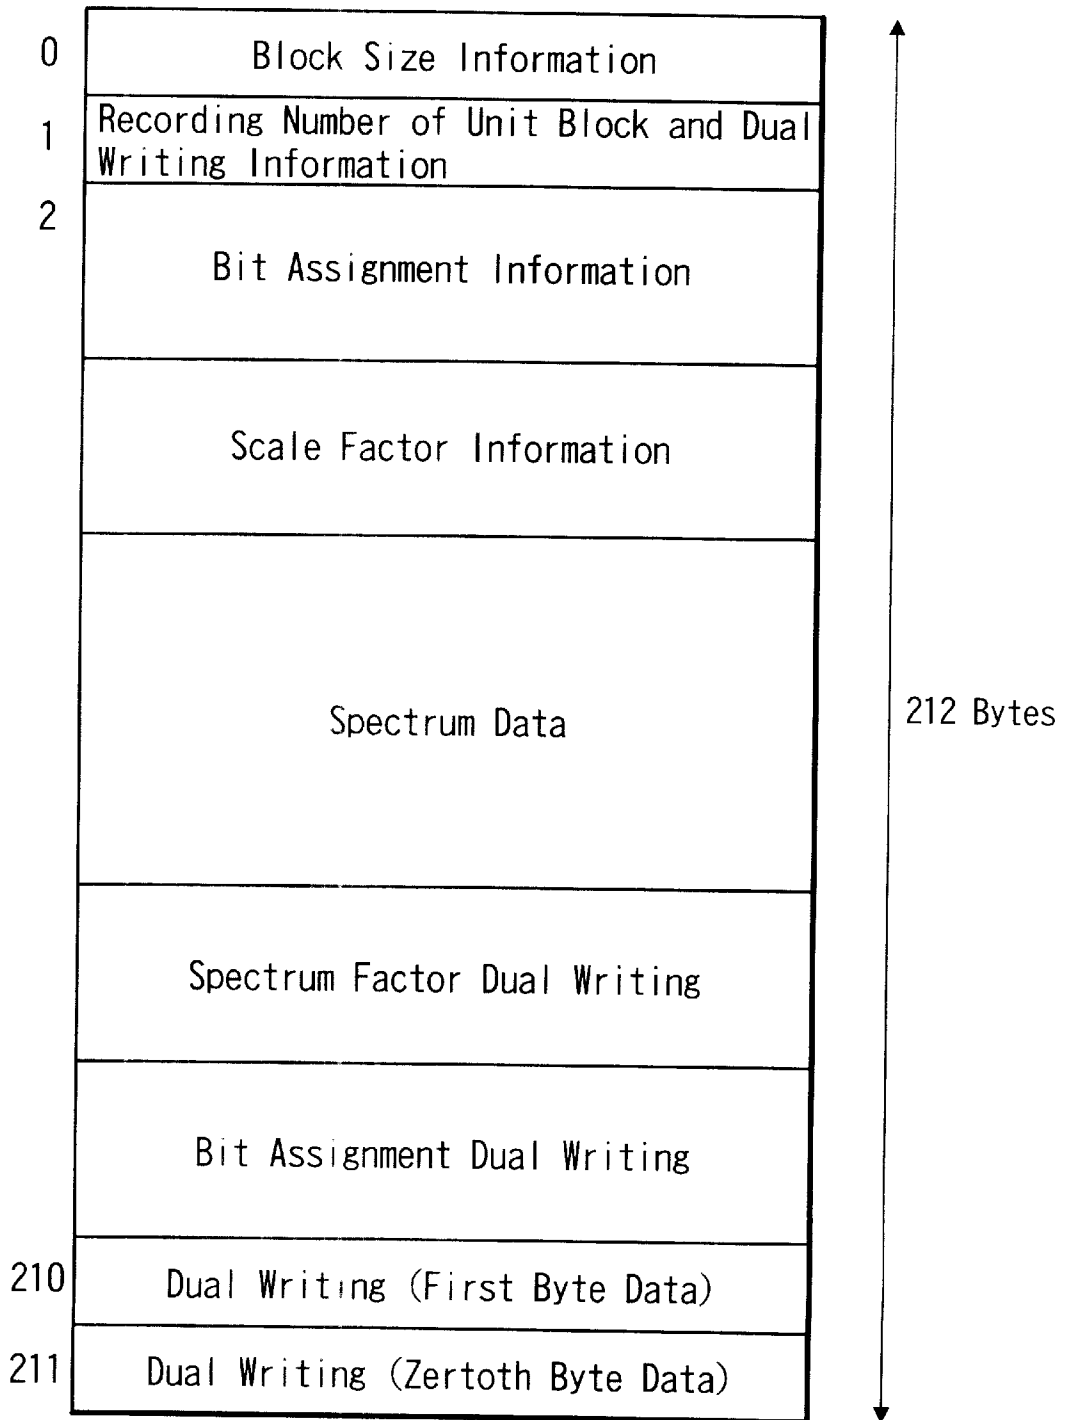 0
Block Size Information
1
Recording Number of Unit Block and Dual
Writing Information
2
Bit Assignment Information
Scale Factor Information
Spectrum Data
212 Bytes
Spectrum Factor Dual Writing
Bit Assignment Dual Writing
210
Dual Writing (First Byte Data)
211
Dual Writing (Zertoth Byte Data)